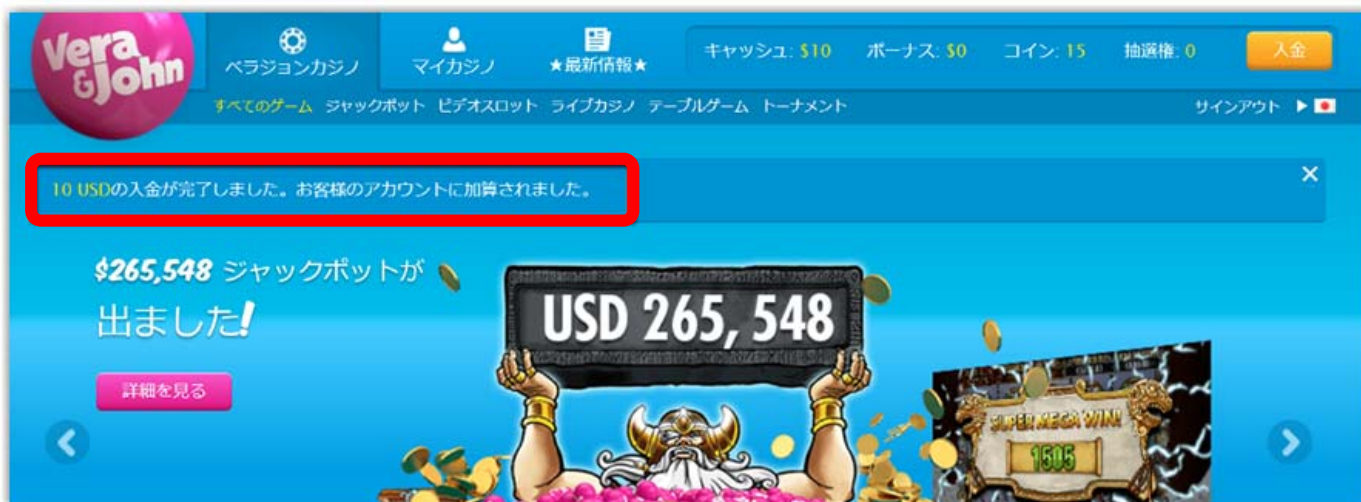 Vera
&John
ベラジョンカジノ
マイカジノ
★最新情報★
キャッシュ: $10 ボーナス: $0 コイン: 15 抽選権: 0
入金
すべてのゲーム ジャックポット ビデオスロット ライブカジノ テーブルゲーム トーナメント
サインアウト
10 USDの入金が完了しました。お客様のアカウントに加算されました。
$265,548 ジャックポットが
出ました!
USD 265, 548
詳細を見る
SUPER MEGA WIN!
1505